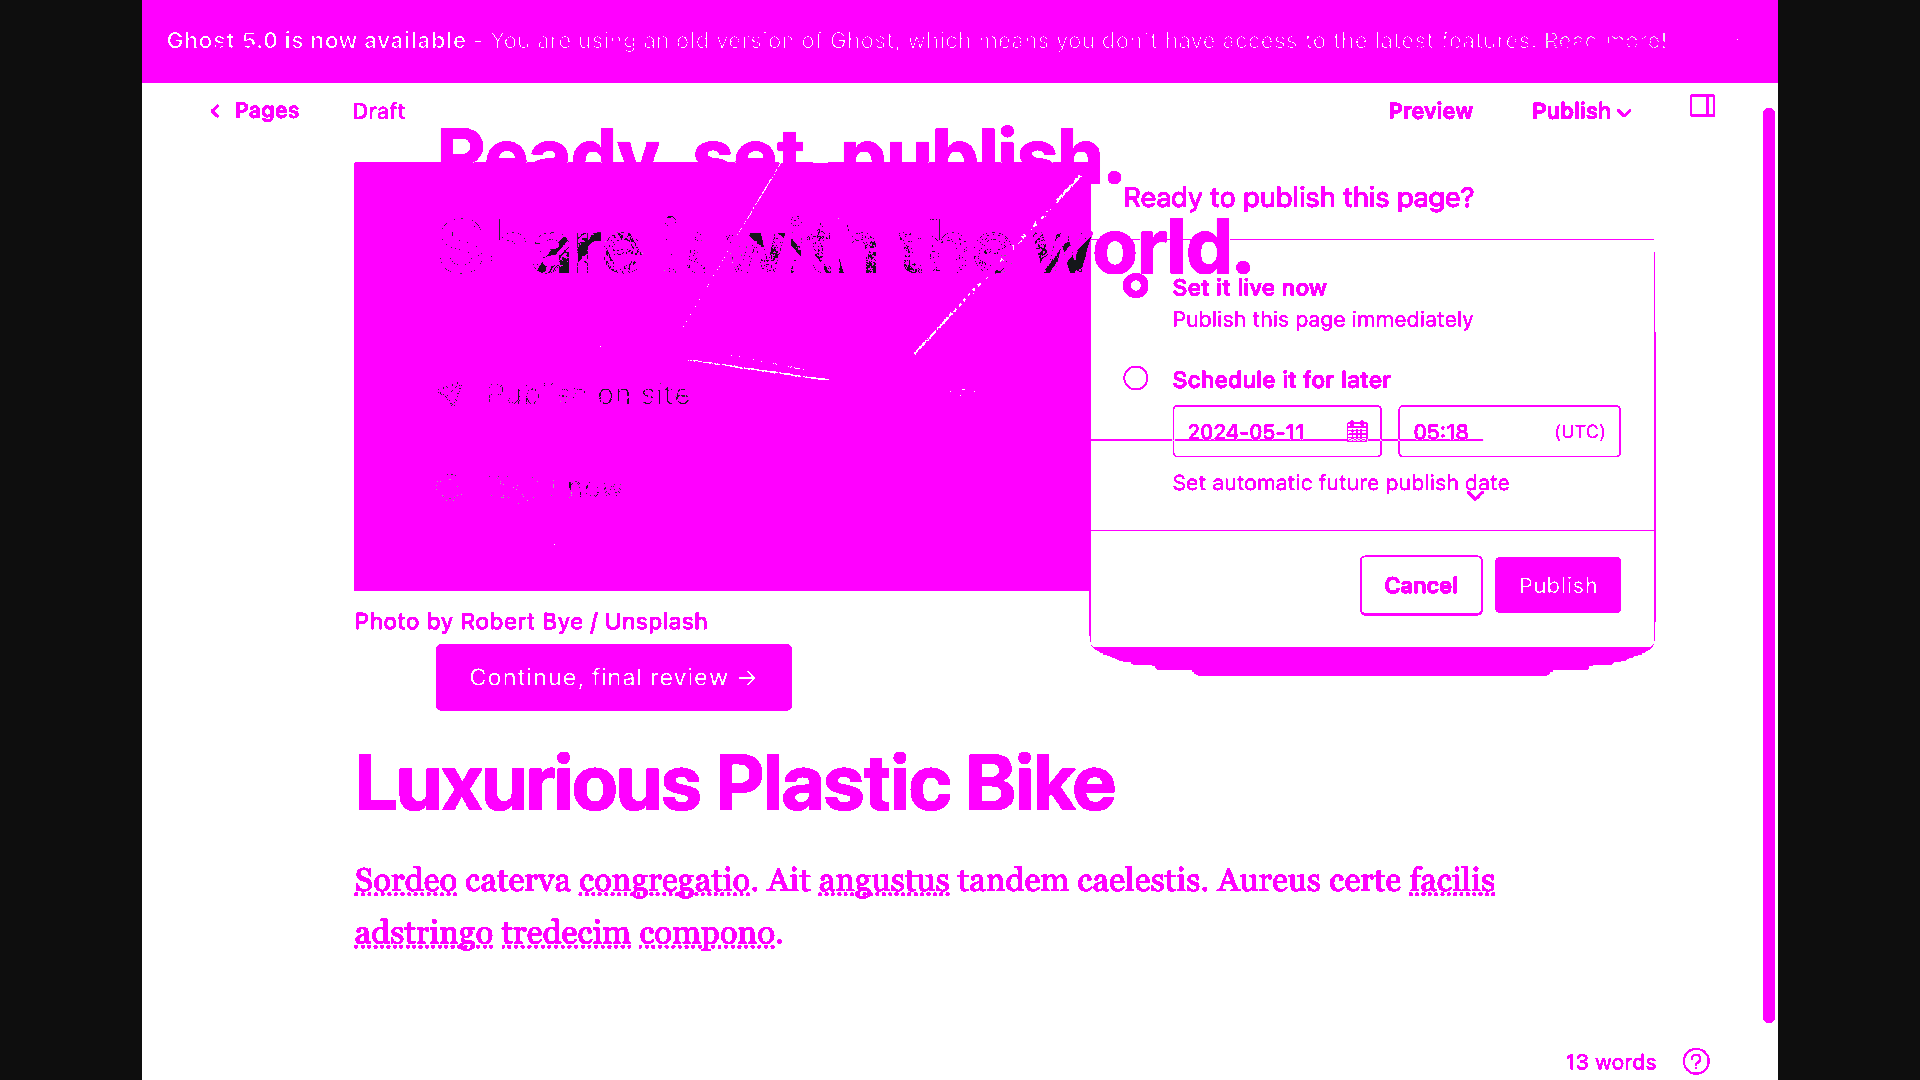 Ghost 5.0 is now available - You are using an old version of Ghost, which means you don't have access to the latest features. Read more!
Pages
Draft
Preview
Publish
Ready, set, publish.
Share it with the world.
Ready to publish this page?
Set it live now
Publish this page immediately
Schedule it for later
Publish on site
2024-05-11
05:18
(UTC)
Set automatic future publish date
Cancel
Publish
Photo by Robert Bye / Unsplash
Continue, final review →
Luxurious Plastic Bike
Sordeo caterva congregatio. Ait angustus tandem caelestis. Aureus certe facilis
adstringo tredecim compono.
13 words